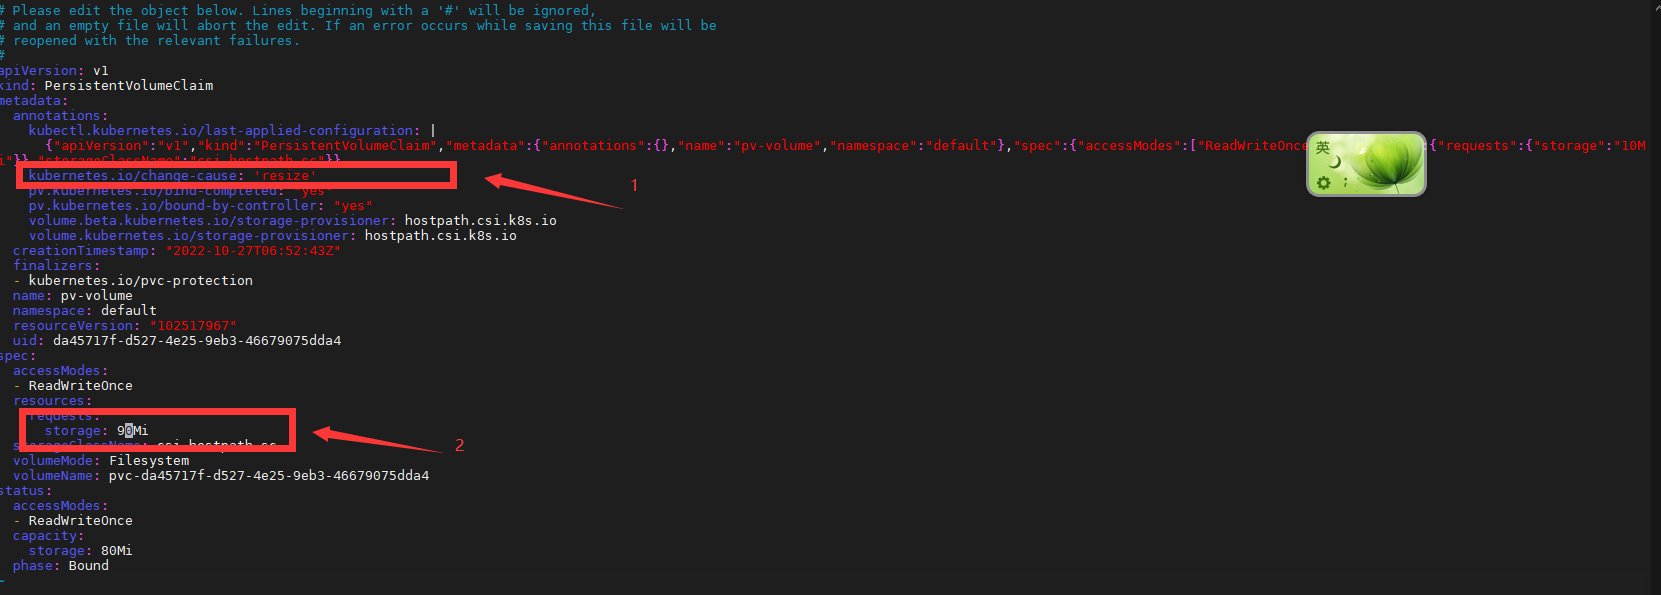 # Please edit the object below. Lines beginning with a '#' will be ignored,
# and an empty file will abort the edit. If an error occurs while saving this file will be
# reopened with the relevant failures.
#
apiVersion: v1
kind: PersistentVolumeClaim
metadata:
annotations:
kubectl.kubernetes.io/last-applied-configuration: |
{"apiVersion":"v1","kind":"PersistentVolumeClaim","metadata":{"annotations":{},"name":"pv-volume","namespace":"default"},"spec":{"accessModes":["ReadWriteOnce {"requests":{"storage":"10M
i"}},"storageClassName":"csi-hostpath-sc"}}
kubernetes.io/change-cause: 'resize'
1
pv.kubernetes.io/bind-completed: "yes"
pv.kubernetes.io/bound-by-controller: "yes"
volume.beta.kubernetes.io/storage-provisioner: hostpath.csi.k8s.io
volume.kubernetes.io/storage-provisioner: hostpath.csi.k8s.io
creationTimestamp: "2022-10-27T06:52:43Z"
finalizers:
- kubernetes.io/pvc-protection
name: pv-volume
namespace: default
resourceVersion: "102517967"
uid: da45717f-d527-4e25-9eb3-46679075dda4
spec:
accessModes:
- ReadWriteOnce
resources:
requests:
storage: 90Mi
2
storageClassName: csi-hostpath-sc
volumeMode: Filesystem
volumeName: pvc-da45717f-d527-4e25-9eb3-46679075dda4
status:
accessModes:
- ReadWriteOnce
capacity:
storage: 80Mi
phase: Bound
~
英
;